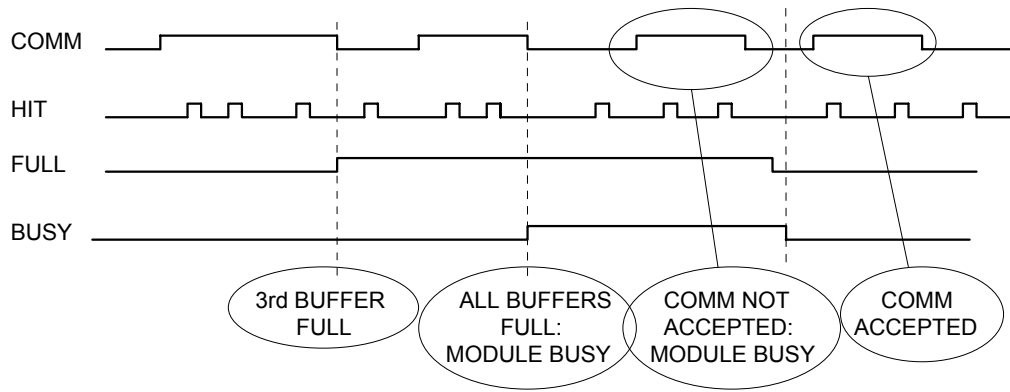 COMM
HIT
FULL
BUSY
3rd BUFFER
FULL
ALL BUFFERS
FULL:
MODULE BUSY
COMM NOT
ACCEPTED:
MODULE BUSY
COMM
ACCEPTED